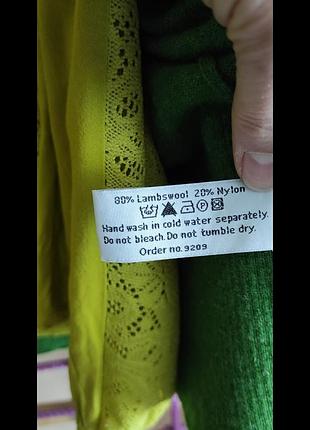 80% Lambswool 20% Nylon
Hand wash in cold water separately.
Do not bleach. Do not tumble dry.
Order no. 9209